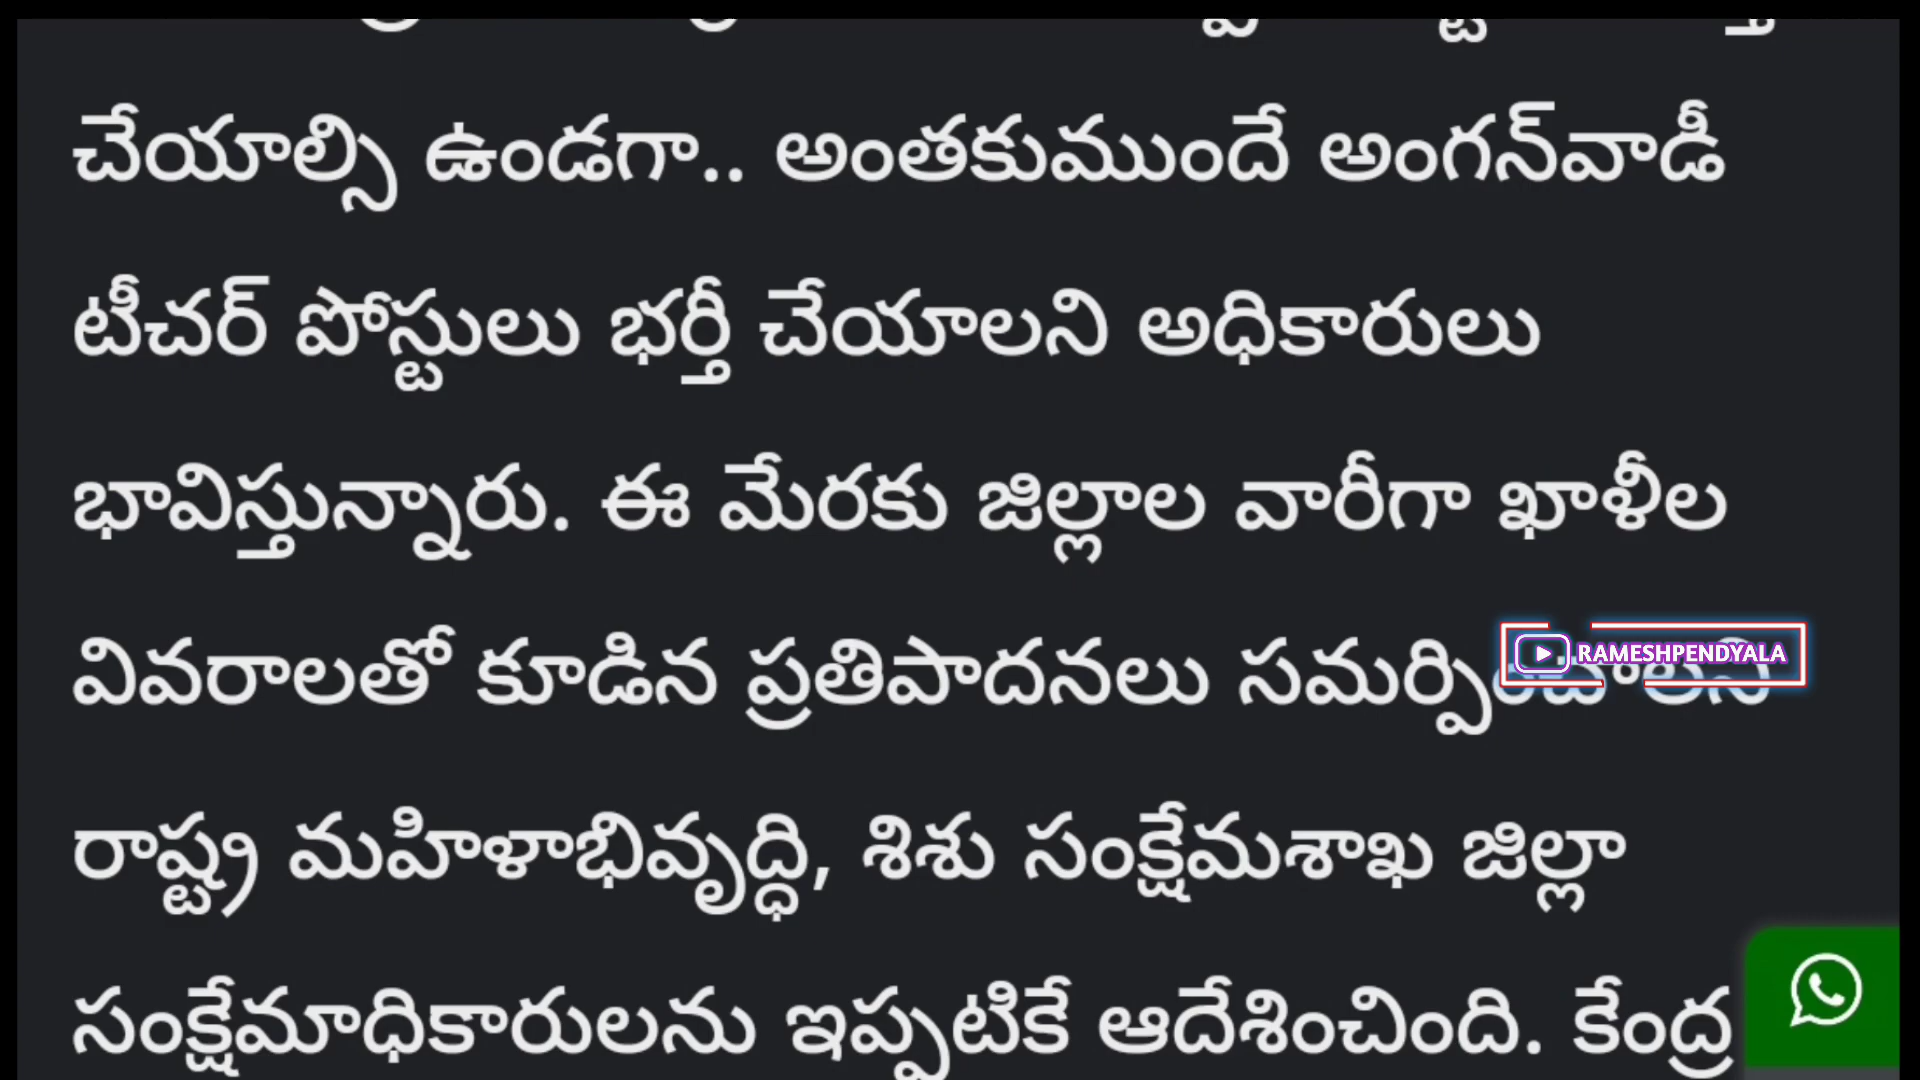 చేయాల్సి ఉండగా.. అంతకుముందే అంగన్‌వాడీ
టీచర్ పోస్టులు భర్తీ చేయాలని అధికారులు
భావిస్తున్నారు. ఈ మేరకు జిల్లాల వారీగా ఖాళీల
వివరాలతో కూడిన ప్రతిపాదనలు సమర్పించాలని
RAMESHPENDYALA
రాష్ట్ర మహిళాభివృద్ధి, శిశు సంక్షేమశాఖ జిల్లా
సంక్షేమాధికారులను ఇప్పటికే ఆదేశించింది. కేంద్ర